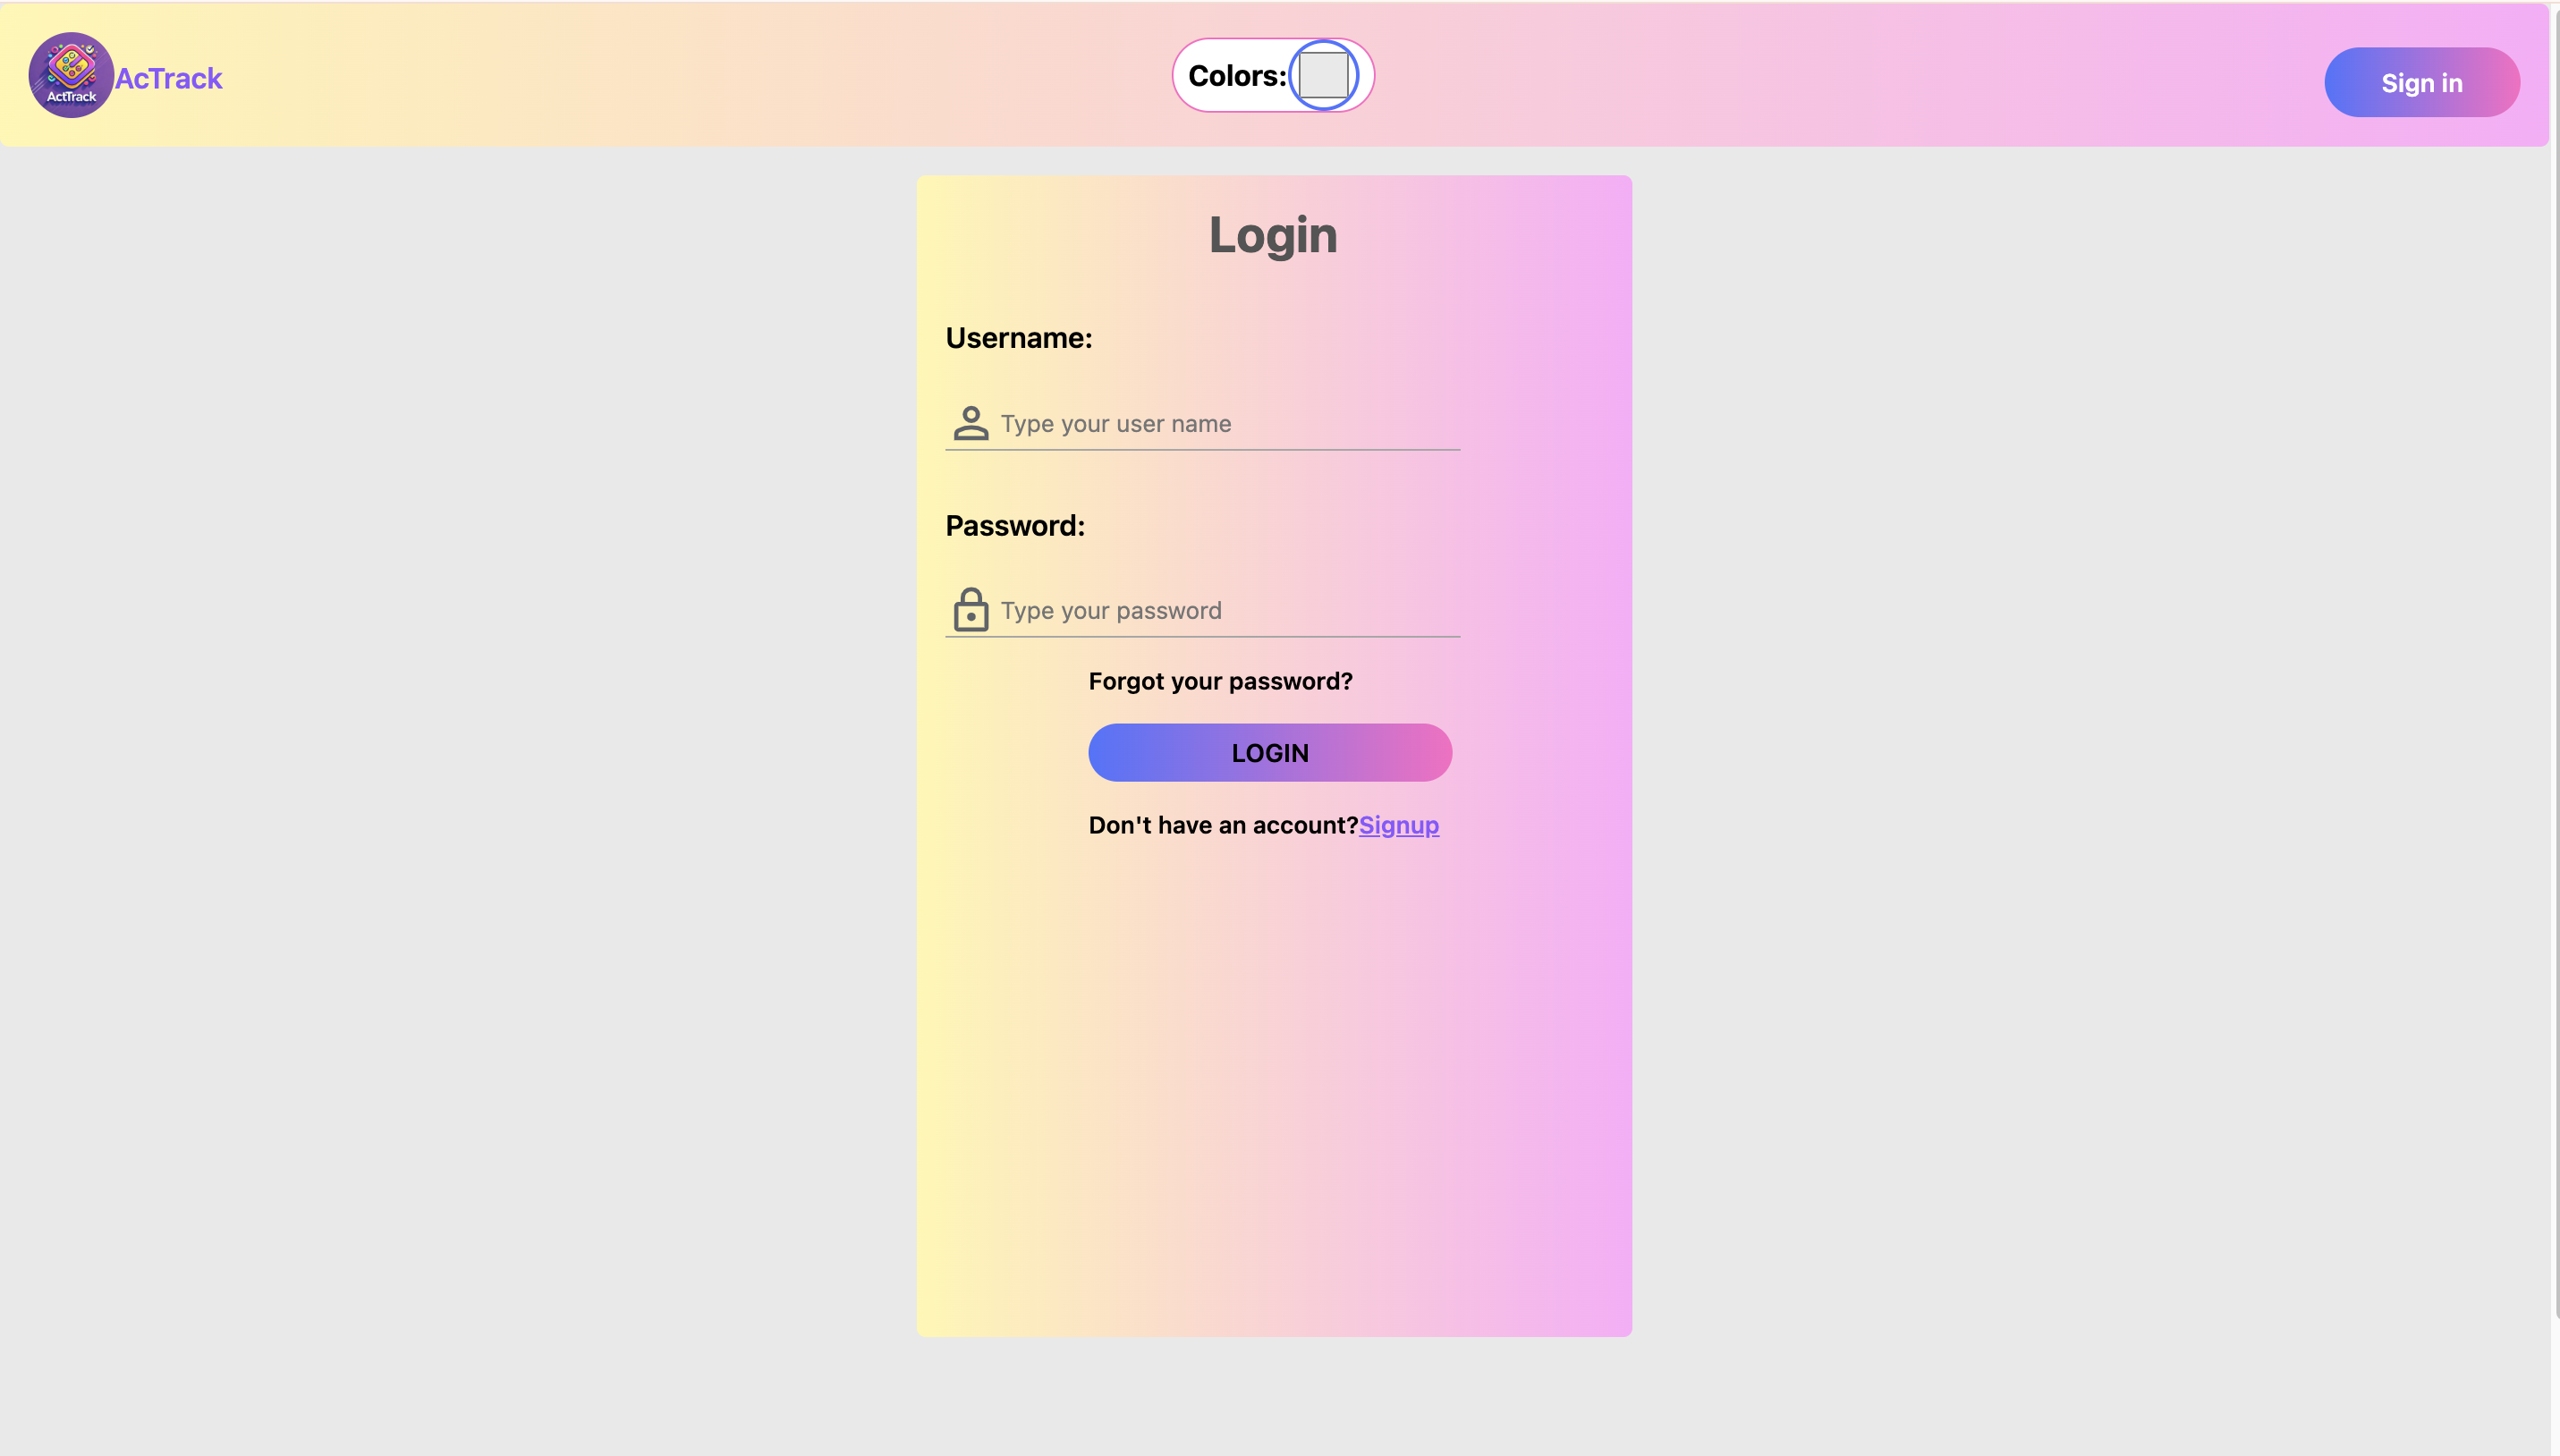 ActTrack
AcTrack
Colors:
Sign in
Login
Username:
Type your user name
Password:
Type your password
Forgot your password?
LOGIN
Don't have an account?Signup